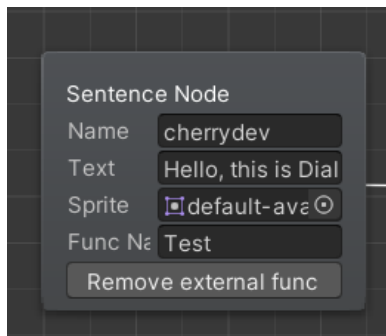 Sentence Node
Name cherrydev
Text Hello, this is Dial
Sprite default-ava
Func Na Test
Remove external func